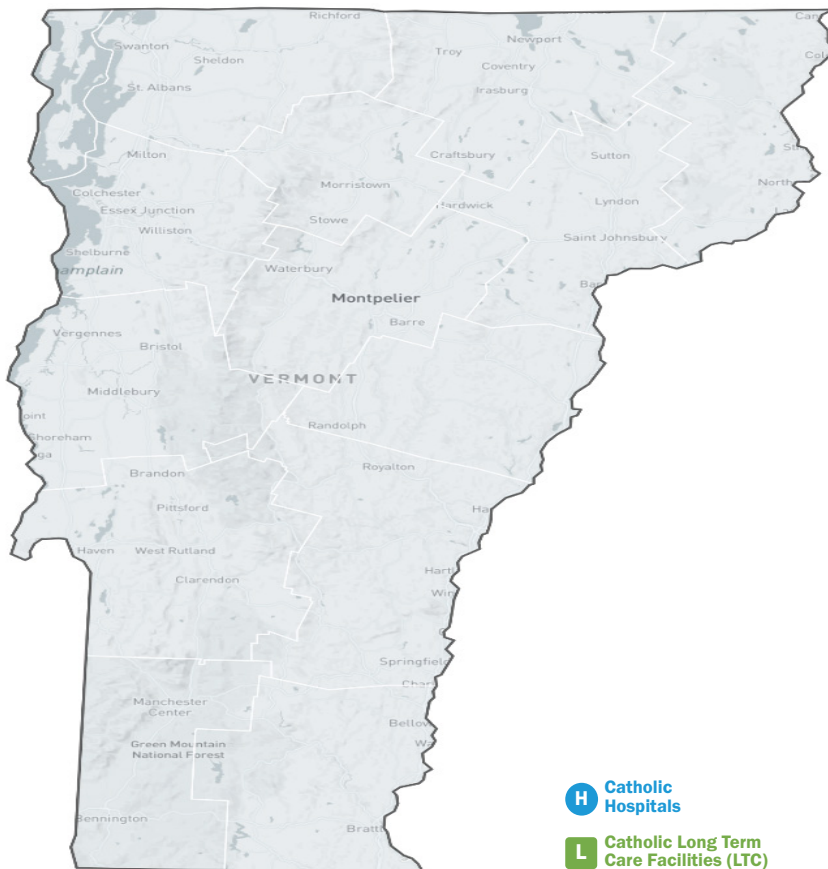 Richford
Swanton
Newport
Troy
Sheldon
Coventry
St. Albans
Irasburg
Milton
Craftsbury
Sutton
Morristown
Colchester
Lyndon
Hardwick
Essex Junction
Stowe
Williston
Saint Johnsbury
Shelburne
Waterbury
Montpelier
Barre
Vergennes
Bristol
VERMONT
Middlebury
Randolph
Shoreham
Royalton
Brandon
Pittsford
Haven
West Rutland
Clarendon
Springfield
Manchester
Center
Green Mountain
National Forest
Bennington
H Catholic
Hospitals
L Catholic Long Term
Care Facilities (LTC)